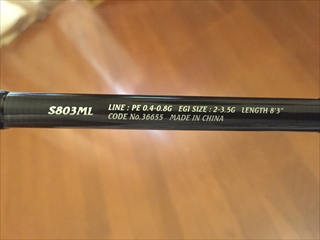 S803ML
LINE : PE 0.4-0.8G EGI SIZE : 2-3.5G LENGTH 8'3"
CODE No.36655 MADE IN CHINA